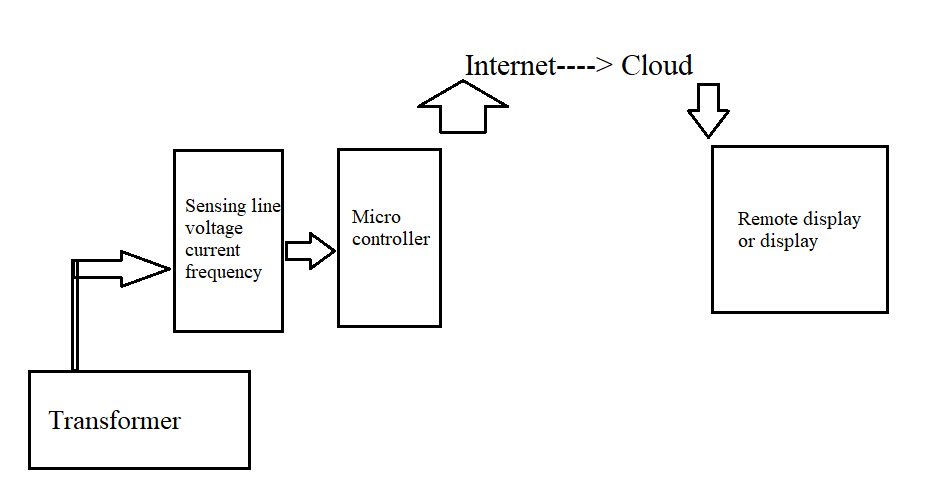 Internet----> Cloud
Sensing line
voltage
current
frequency
Micro
controller
Remote display
or display
Transformer